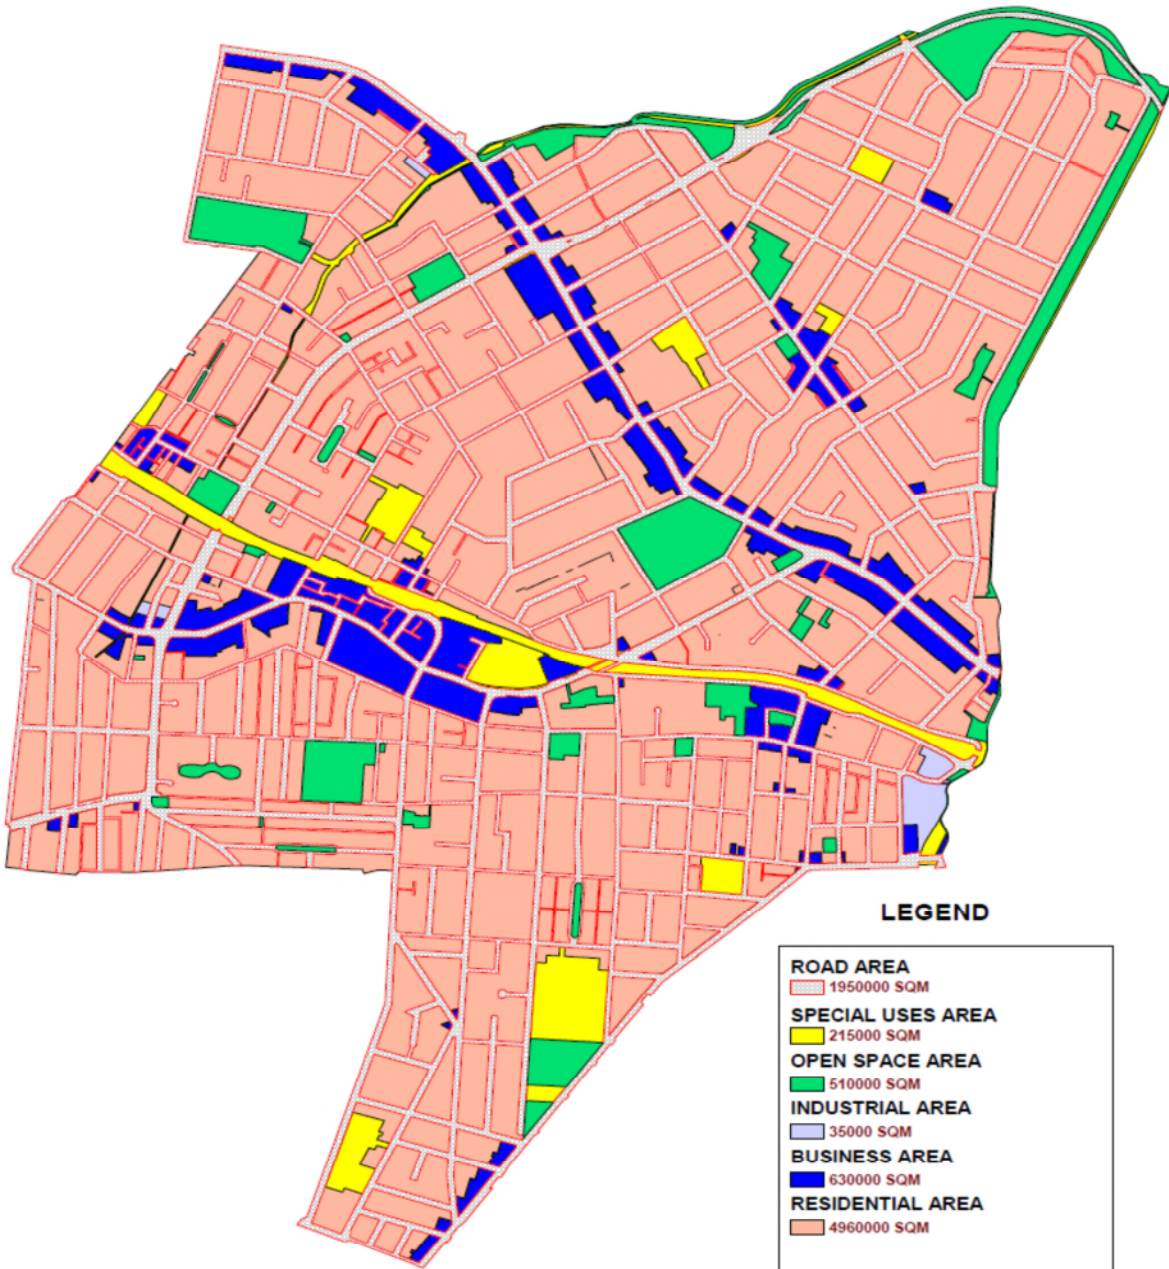 LEGEND
ROAD AREA
1950000 SQM
SPECIAL USES AREA
215000 SQM
OPEN SPACE AREA
510000 SQM
INDUSTRIAL AREA
35000 SQM
BUSINESS AREA
630000 SQM
RESIDENTIAL AREA
4960000 SQM